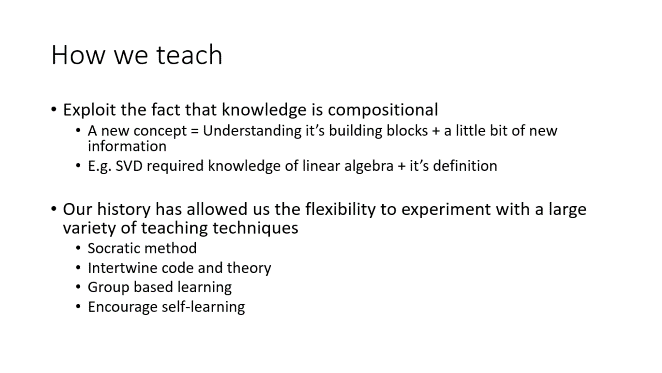 How we teach
• Exploit the fact that knowledge is compositional
• A new concept = Understanding it’s building blocks + a little bit of new
information
• E.g. SVD required knowledge of linear algebra + it’s definition
• Our history has allowed us the flexibility to experiment with a large
variety of teaching techniques
• Socratic method
• Intertwine code and theory
• Group based learning
• Encourage self-learning